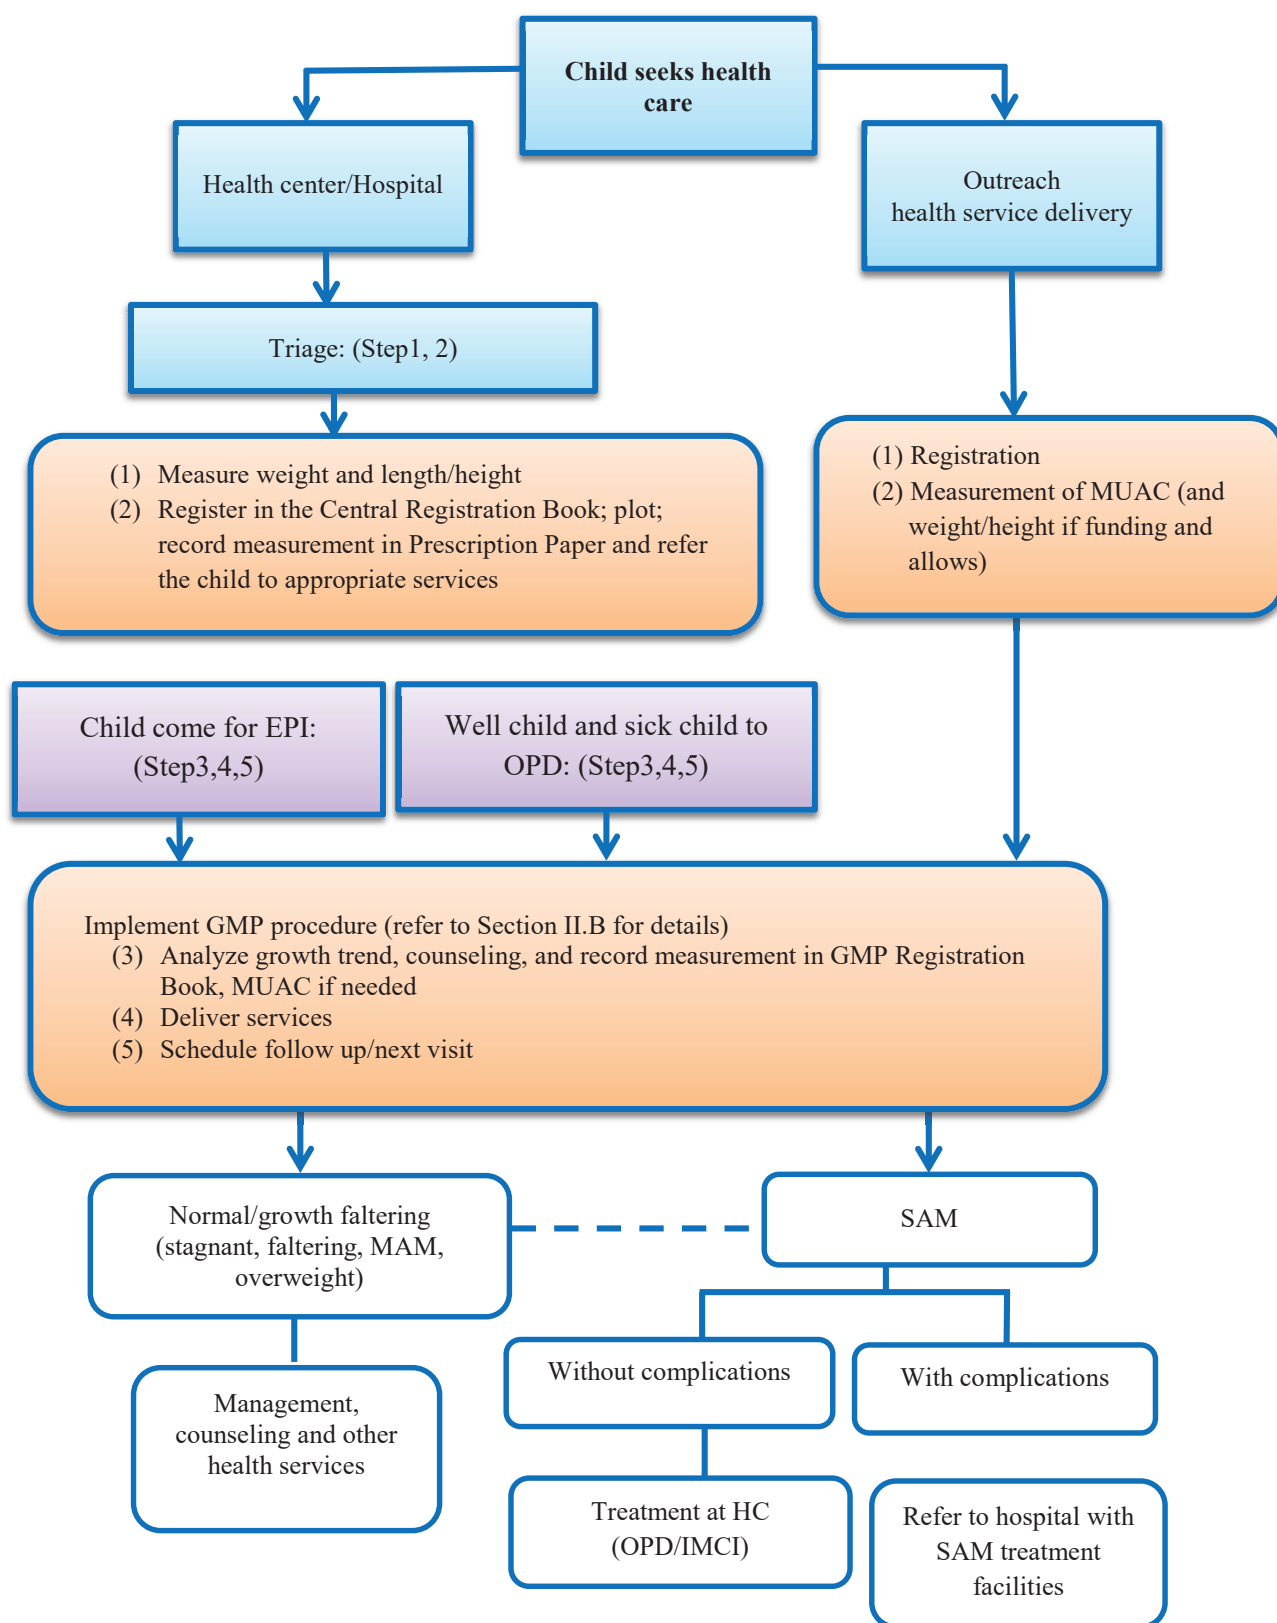 Child seeks health
care
Health center/Hospital
Outreach
health service delivery
Triage: (Step1, 2)
(1) Measure weight and length/height
(2) Register in the Central Registration Book; plot;
record measurement in Prescription Paper and refer
the child to appropriate services
(1) Registration
(2) Measurement of MUAC (and
weight/height if funding and
allows)
Child come for EPI:
(Step3,4,5)
Well child and sick child to
OPD: (Step3,4,5)
Implement GMP procedure (refer to Section II.B for details)
(3) Analyze growth trend, counseling, and record measurement in GMP Registration
Book, MUAC if needed
(4) Deliver services
(5) Schedule follow up/next visit
Normal/growth faltering
(stagnant, faltering, MAM,
overweight)
SAM
Without complications
With complications
Management,
counseling and other
health services
Treatment at HC
(OPD/IMCI)
Refer to hospital with
SAM treatment
facilities